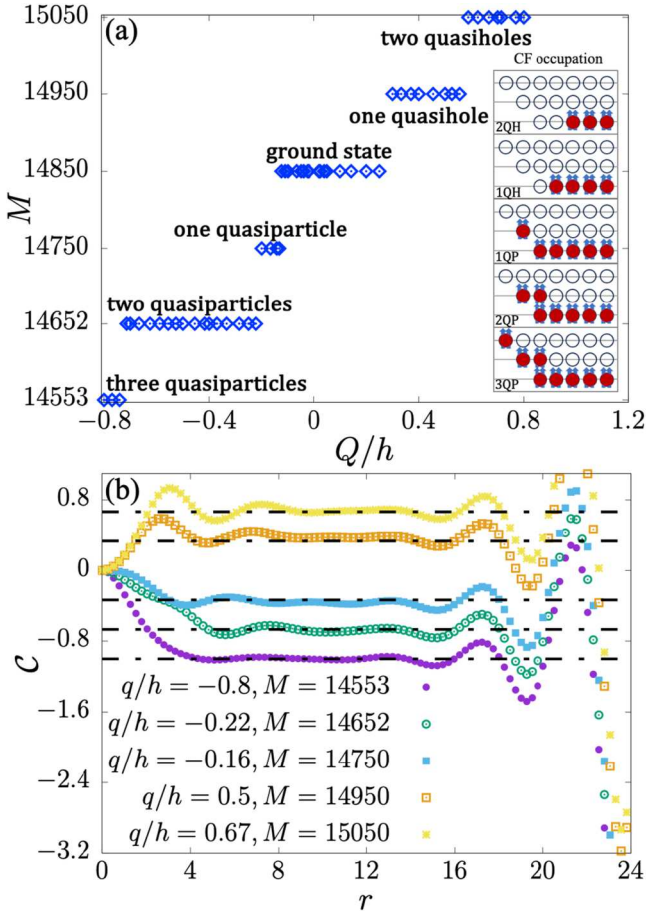 (a)
15050
14950
14850
14750
14652
14553
M
two quasiholes
one quasihole
ground state
one quasiparticle
two quasiparticles
three quasiparticles
CF occupation
2QH
1QH
1QP
2QP
3QP
−0.8 −0.4 0 0.4 0.8 1.2
Q/h
(b)
0.8
0
−0.8
−1.6
−2.4
−3.2
C
q/h = −0.8, M = 14553
q/h = −0.22, M = 14652
q/h = −0.16, M = 14750
q/h = 0.5, M = 14950
q/h = 0.67, M = 15050
0 4 8 12 16 20 24
r